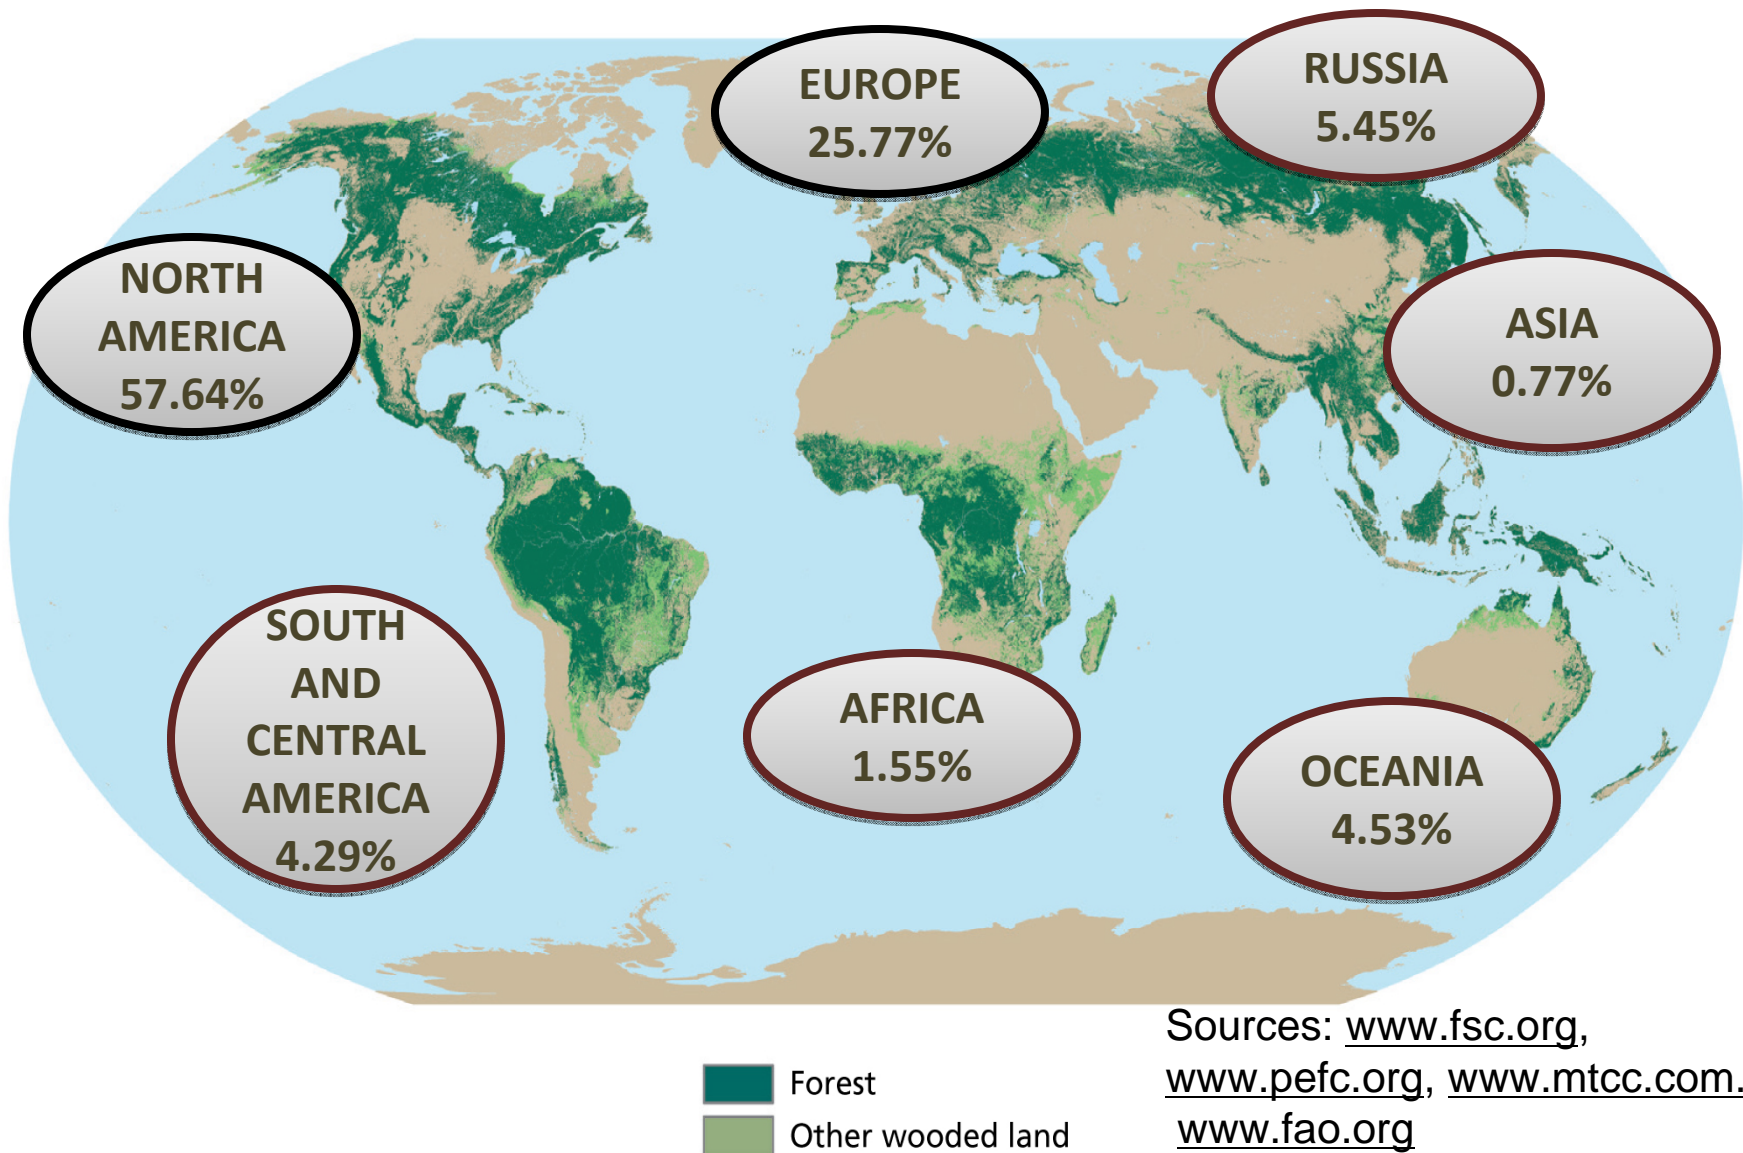 EUROPE
25.77%
RUSSIA
5.45%
NORTH
AMERICA
57.64%
ASIA
0.77%
SOUTH
AND
CENTRAL
AMERICA
4.29%
AFRICA
1.55%
OCEANIA
4.53%
Forest
Other wooded land
Sources: www.fsc.org,
www.pefc.org, www.mtcc.com.
www.fao.org